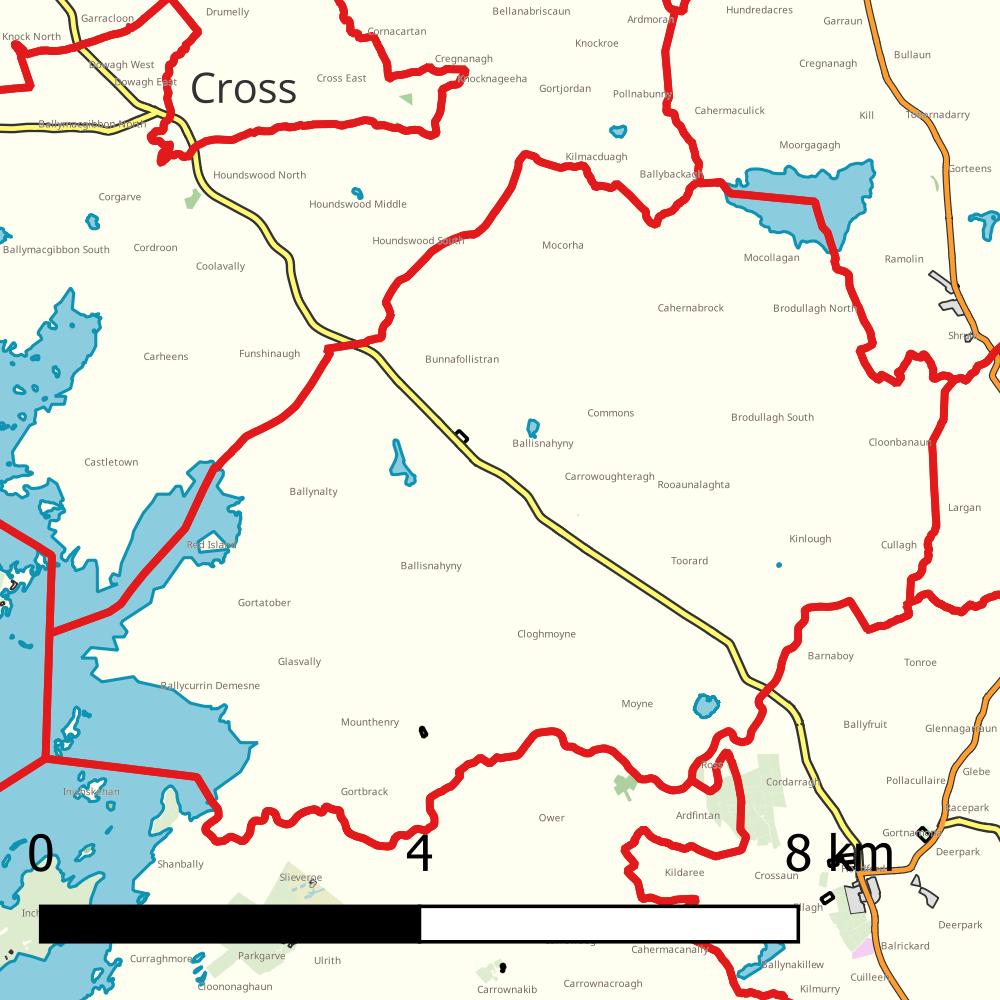 Drumelly
Bellanabriscaun
Hundredacres
Garracloon
Ardmoran
Garraun
Knock North
Cornacartan
Knockroe
Bullaun
Dowagh West
Cregnanagh
Cregnanagh
Dowagh East
Cross
Cross East
Knocknageeha
Gortjordan
Pollnabunny
Cahermaculick
Kill
Tobernadarry
Ballymacgibbon North
Moorgagagh
Kilmacduagh
Gorteens
Houndswood North
Ballybackagh
Corgarve
Houndswood Middle
Ballymacgibbon South
Cordroon
Houndswood South
Mocorha
Coolavally
Mocollagan
Ramolin
Cahernabrock
Brodullagh North
Shrule
Carheens
Funshinaugh
Bunnafollistran
Commons
Brodullagh South
Ballisnahyny
Cloonbanaun
Castletown
Carrowoughteragh
Rooaunalaghta
Ballynalty
Largan
Red Island
Kinlough
Cullagh
Ballisnahyny
Toorard
Gortatober
Cloghmoyne
Glasvally
Barnaboy
Tonroe
Ballycurrin Demesne
Moyne
Mounthenry
Ballyfruit
Glennagarraun
Ross
Glebe
Inishskehan
Gortbrack
Cordarragh
Pollacullaire
Racepark
Ower
Ardfintan
Gortnamona
0
4
8 km
Deerpark
Shanbally
Kildaree
Crossaun
Slieverge
Deerpark
Cahermacanally
Balrickard
Curraghmore
Parkgarve
Ulrith
Ballynakillew
Cuilleen
Cloononaghaun
Carrownakib
Carrownacroagh
Kilmurry